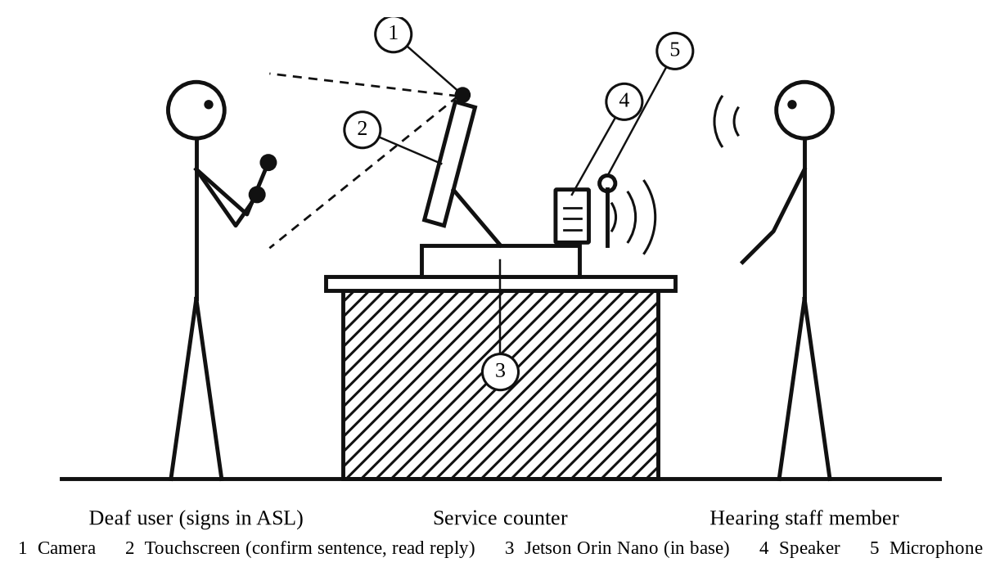 1
5
4
2
3
Deaf user (signs in ASL) Service counter Hearing staff member
1 Camera 2 Touchscreen (confirm sentence, read reply) 3 Jetson Orin Nano (in base) 4 Speaker 5 Microphone